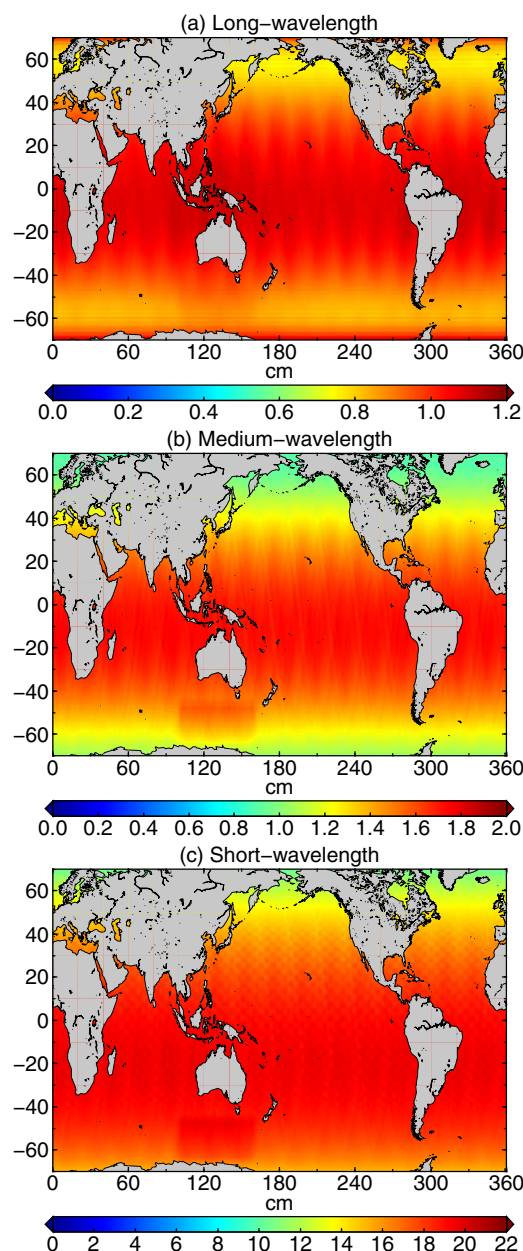 (a) Long−wavelength
60
40
20
0
−20
−40
−60
0 60 120 180 240 300 360
cm
0.0 0.2 0.4 0.6 0.8 1.0 1.2
(b) Medium−wavelength
60
40
20
0
−20
−40
−60
0 60 120 180 240 300 360
cm
0.0 0.2 0.4 0.6 0.8 1.0 1.2 1.4 1.6 1.8 2.0
(c) Short−wavelength
60
40
20
0
−20
−40
−60
0 60 120 180 240 300 360
cm
0 2 4 6 8 10 12 14 16 18 20 22